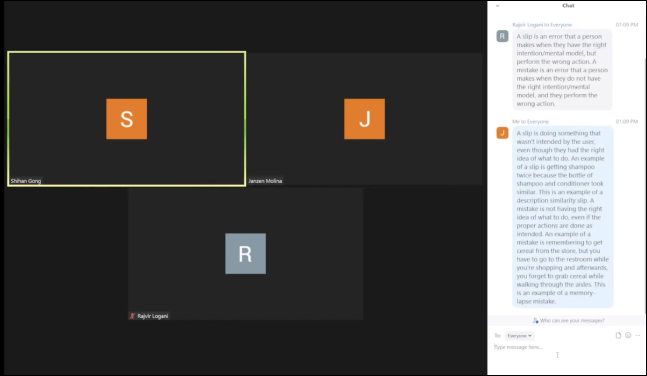 Chat
Rajvir Logani to Everyone 01:08 PM
R
A slip is an error that a person
makes when they have the right
intention/mental model, but
perform the wrong action. A
mistake is an error that a person
makes when they do not have
the right intention/mental
model, and they perform the
wrong action.
Me to Everyone 01:09 PM
J
A slip is doing something that
wasn't intended by the user,
even though they had the right
idea of what to do. An example
of a slip is getting shampoo
twice because the bottle of
shampoo and conditioner look
similar. This is an example of a
description similarity slip. A
mistake is not having the right
idea of what to do, even if the
proper actions are done as
intended. An example of a
mistake is remembering to get
cereal from the store, but you
have to go to the restroom while
you're shopping and afterwards,
you forget to grab cereal while
walking through the aisles. This
is an example of a memory-
lapse mistake.
Who can see your messages?
To: Everyone
Type message here...
S
Shihan Gong
J
Janzen Molina
R
Rajvir Logani